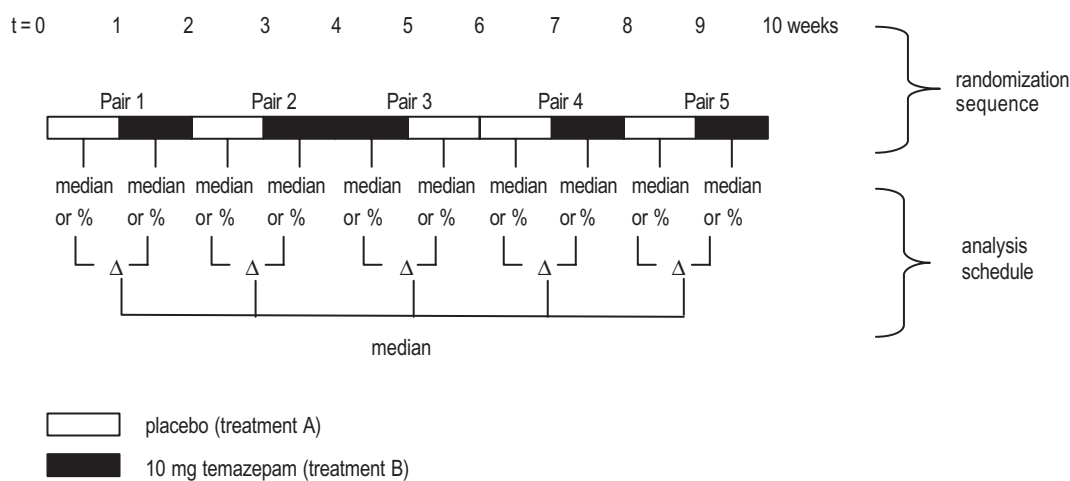 t = 0 1 2 3 4 5 6 7 8 9 10 weeks
randomization
sequence
Pair 1 Pair 2 Pair 3 Pair 4 Pair 5
median median median median median median median median median median
or % or % or % or % or % or % or % or % or % or %
Δ Δ Δ Δ Δ
analysis
schedule
median
placebo (treatment A)
10 mg temazepam (treatment B)